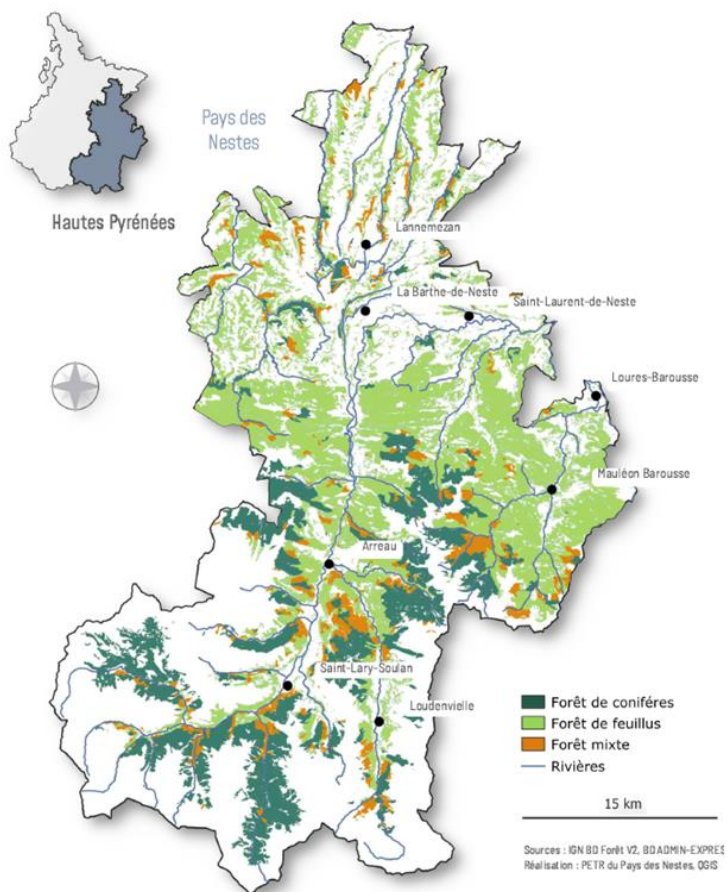 Pays des
Nestes
Hautes Pyrénées
Lannemezan
La Barthe-de-Neste
Saint-Laurent-de-Neste
Loures-Barousse
Mauléon Barousse
Arreau
Saint-Lary-Soulan
Loudenvielle
Forêt de conifères
Forêt de feuillus
Forêt mixte
Rivières
15 km
Sources : IGN BD Forêt V2, BD ADMIN-EXPRES
Réalisation : PETR du Pays des Nestes, QGIS